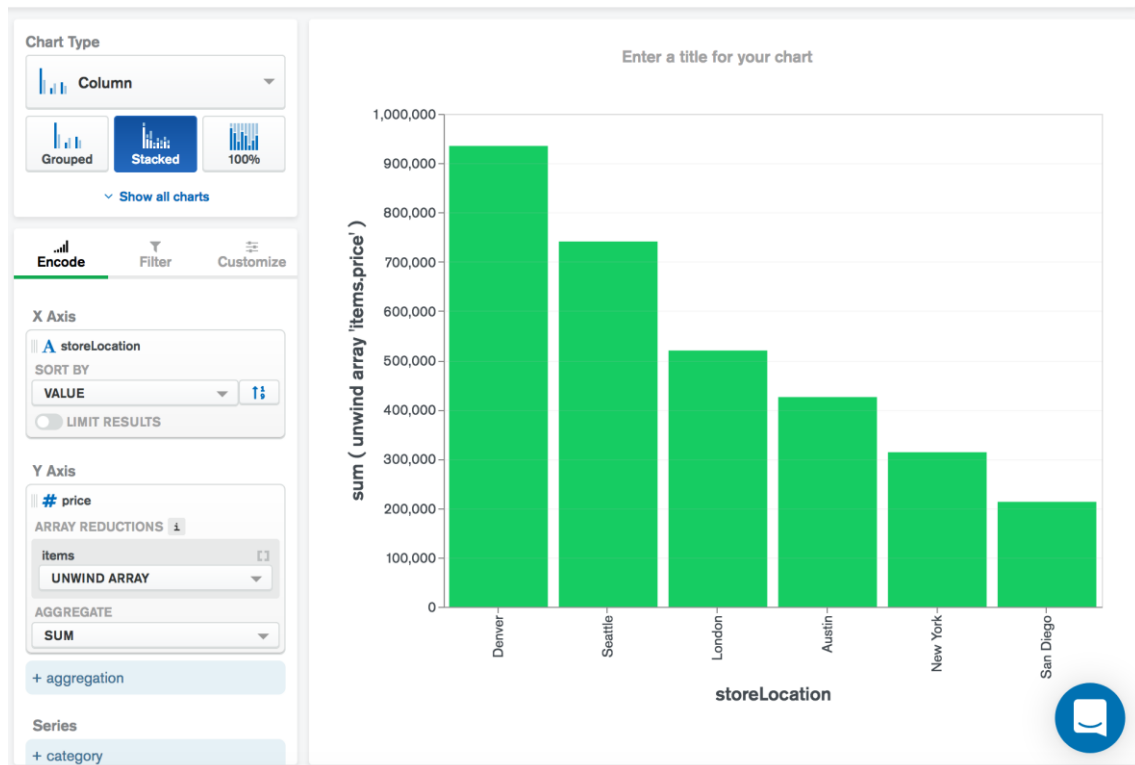 Chart Type
Column
Grouped
Stacked
100%
Show all charts
Encode
Filter
Customize
X Axis
A storeLocation
SORT BY
VALUE
LIMIT RESULTS
Y Axis
# price
ARRAY REDUCTIONS i
items
UNWIND ARRAY
AGGREGATE
SUM
+ aggregation
Series
+ category
Enter a title for your chart
sum ( unwind array 'items.price' )
1,000,000
900,000
800,000
700,000
600,000
500,000
400,000
300,000
200,000
100,000
0
Denver
Seattle
London
Austin
New York
San Diego
storeLocation